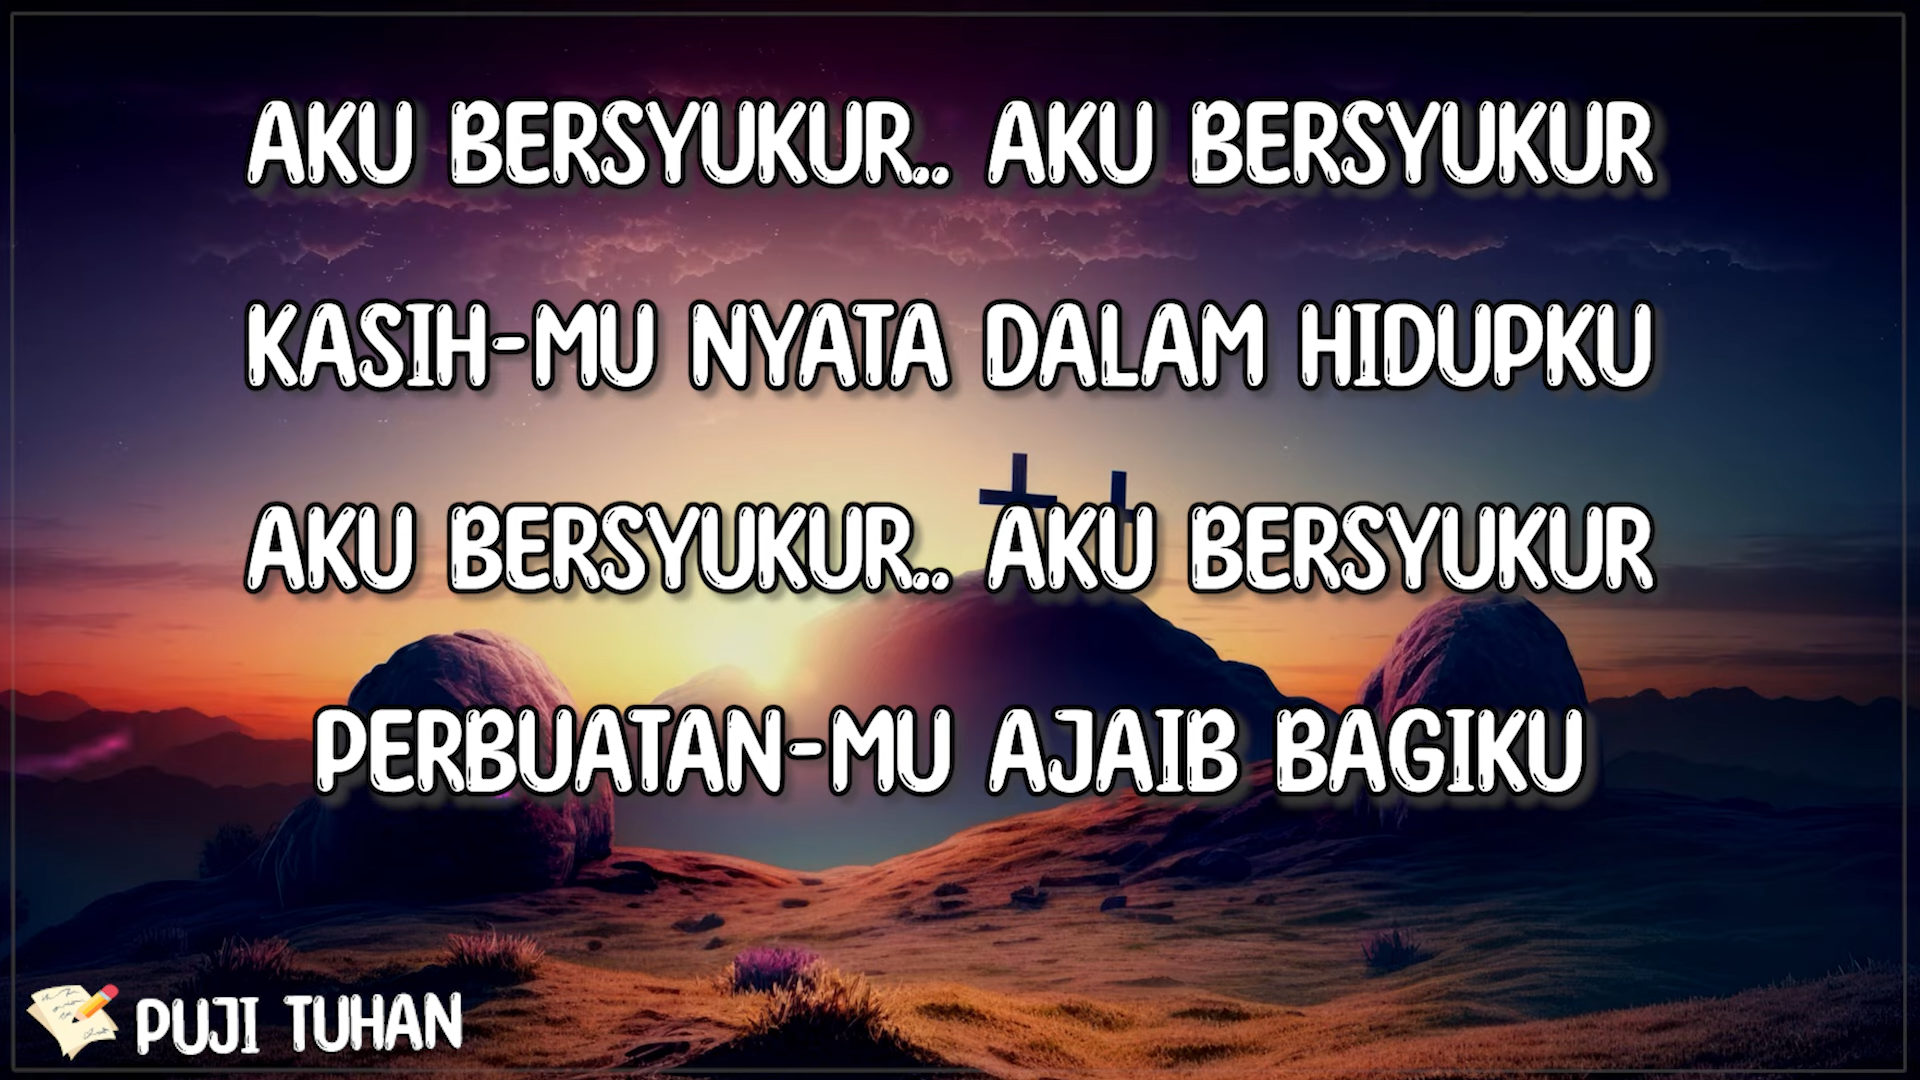 AKU BERSYUKUR.. AKU BERSYUKUR
KASIH-MU NYATA DALAM HIDUPKU
AKU BERSYUKUR.. AKU BERSYUKUR
PERBUATAN-MU AJAIB BAGIKU
PUJI TUHAN